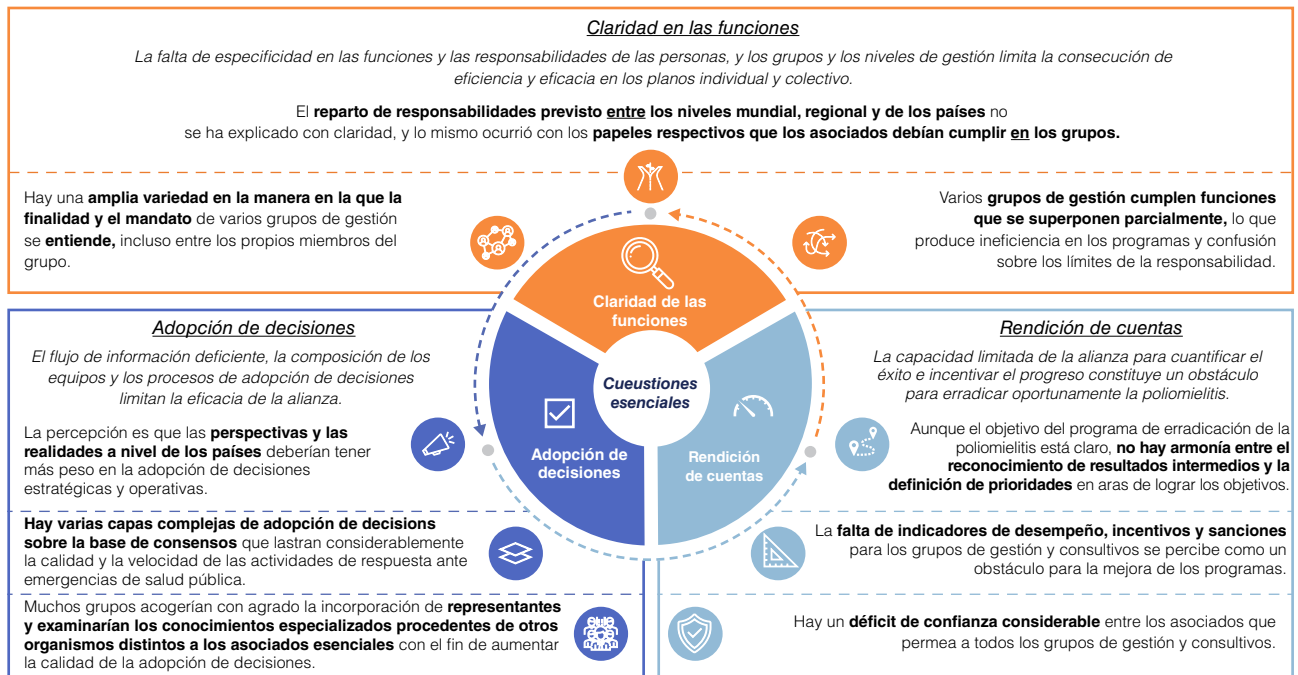 Claridad en las funciones
La falta de especificidad en las funciones y las responsabilidades de las personas, y los grupos y los niveles de gestión limita la consecución de
eficiencia y eficacia en los planos individual y colectivo.
El reparto de responsabilidades previsto entre los niveles mundial, regional y de los países no
se ha explicado con claridad, y lo mismo ocurrió con los papeles respectivos que los asociados debían cumplir en los grupos.
Hay una amplia variedad en la manera en la que la
finalidad y el mandato de varios grupos de gestión
se entiende, incluso entre los propios miembros del
grupo.
Varios grupos de gestión cumplen funciones
que se superponen parcialmente, lo que
produce ineficiencia en los programas y confusión
sobre los límites de la responsabilidad.
Claridad de las
funciones
Cueustiones
esenciales
Adopción de
decisiones
Rendición
de cuentas
Adopción de decisiones
El flujo de información deficiente, la composición de los
equipos y los procesos de adopción de decisiones
limitan la eficacia de la alianza.
La percepción es que las perspectivas y las
realidades a nivel de los países deberían tener
más peso en la adopción de decisiones
estratégicas y operativas.
Hay varias capas complejas de adopción de decisions
sobre la base de consensos que lastran considerablemente
la calidad y la velocidad de las actividades de respuesta ante
emergencias de salud pública.
Muchos grupos acogerían con agrado la incorporación de representantes
y examinarían los conocimientos especializados procedentes de otros
organismos distintos a los asociados esenciales con el fin de aumentar
la calidad de la adopción de decisiones.
Rendición de cuentas
La capacidad limitada de la alianza para cuantificar el
éxito e incentivar el progreso constituye un obstáculo
para erradicar oportunamente la poliomielitis.
Aunque el objetivo del programa de erradicación de la
poliomielitis está claro, no hay armonía entre el
reconocimiento de resultados intermedios y la
definición de prioridades en aras de lograr los objetivos.
La falta de indicadores de desempeño, incentivos y sanciones
para los grupos de gestión y consultivos se percibe como un
obstáculo para la mejora de los programas.
Hay un déficit de confianza considerable entre los asociados que
permea a todos los grupos de gestión y consultivos.